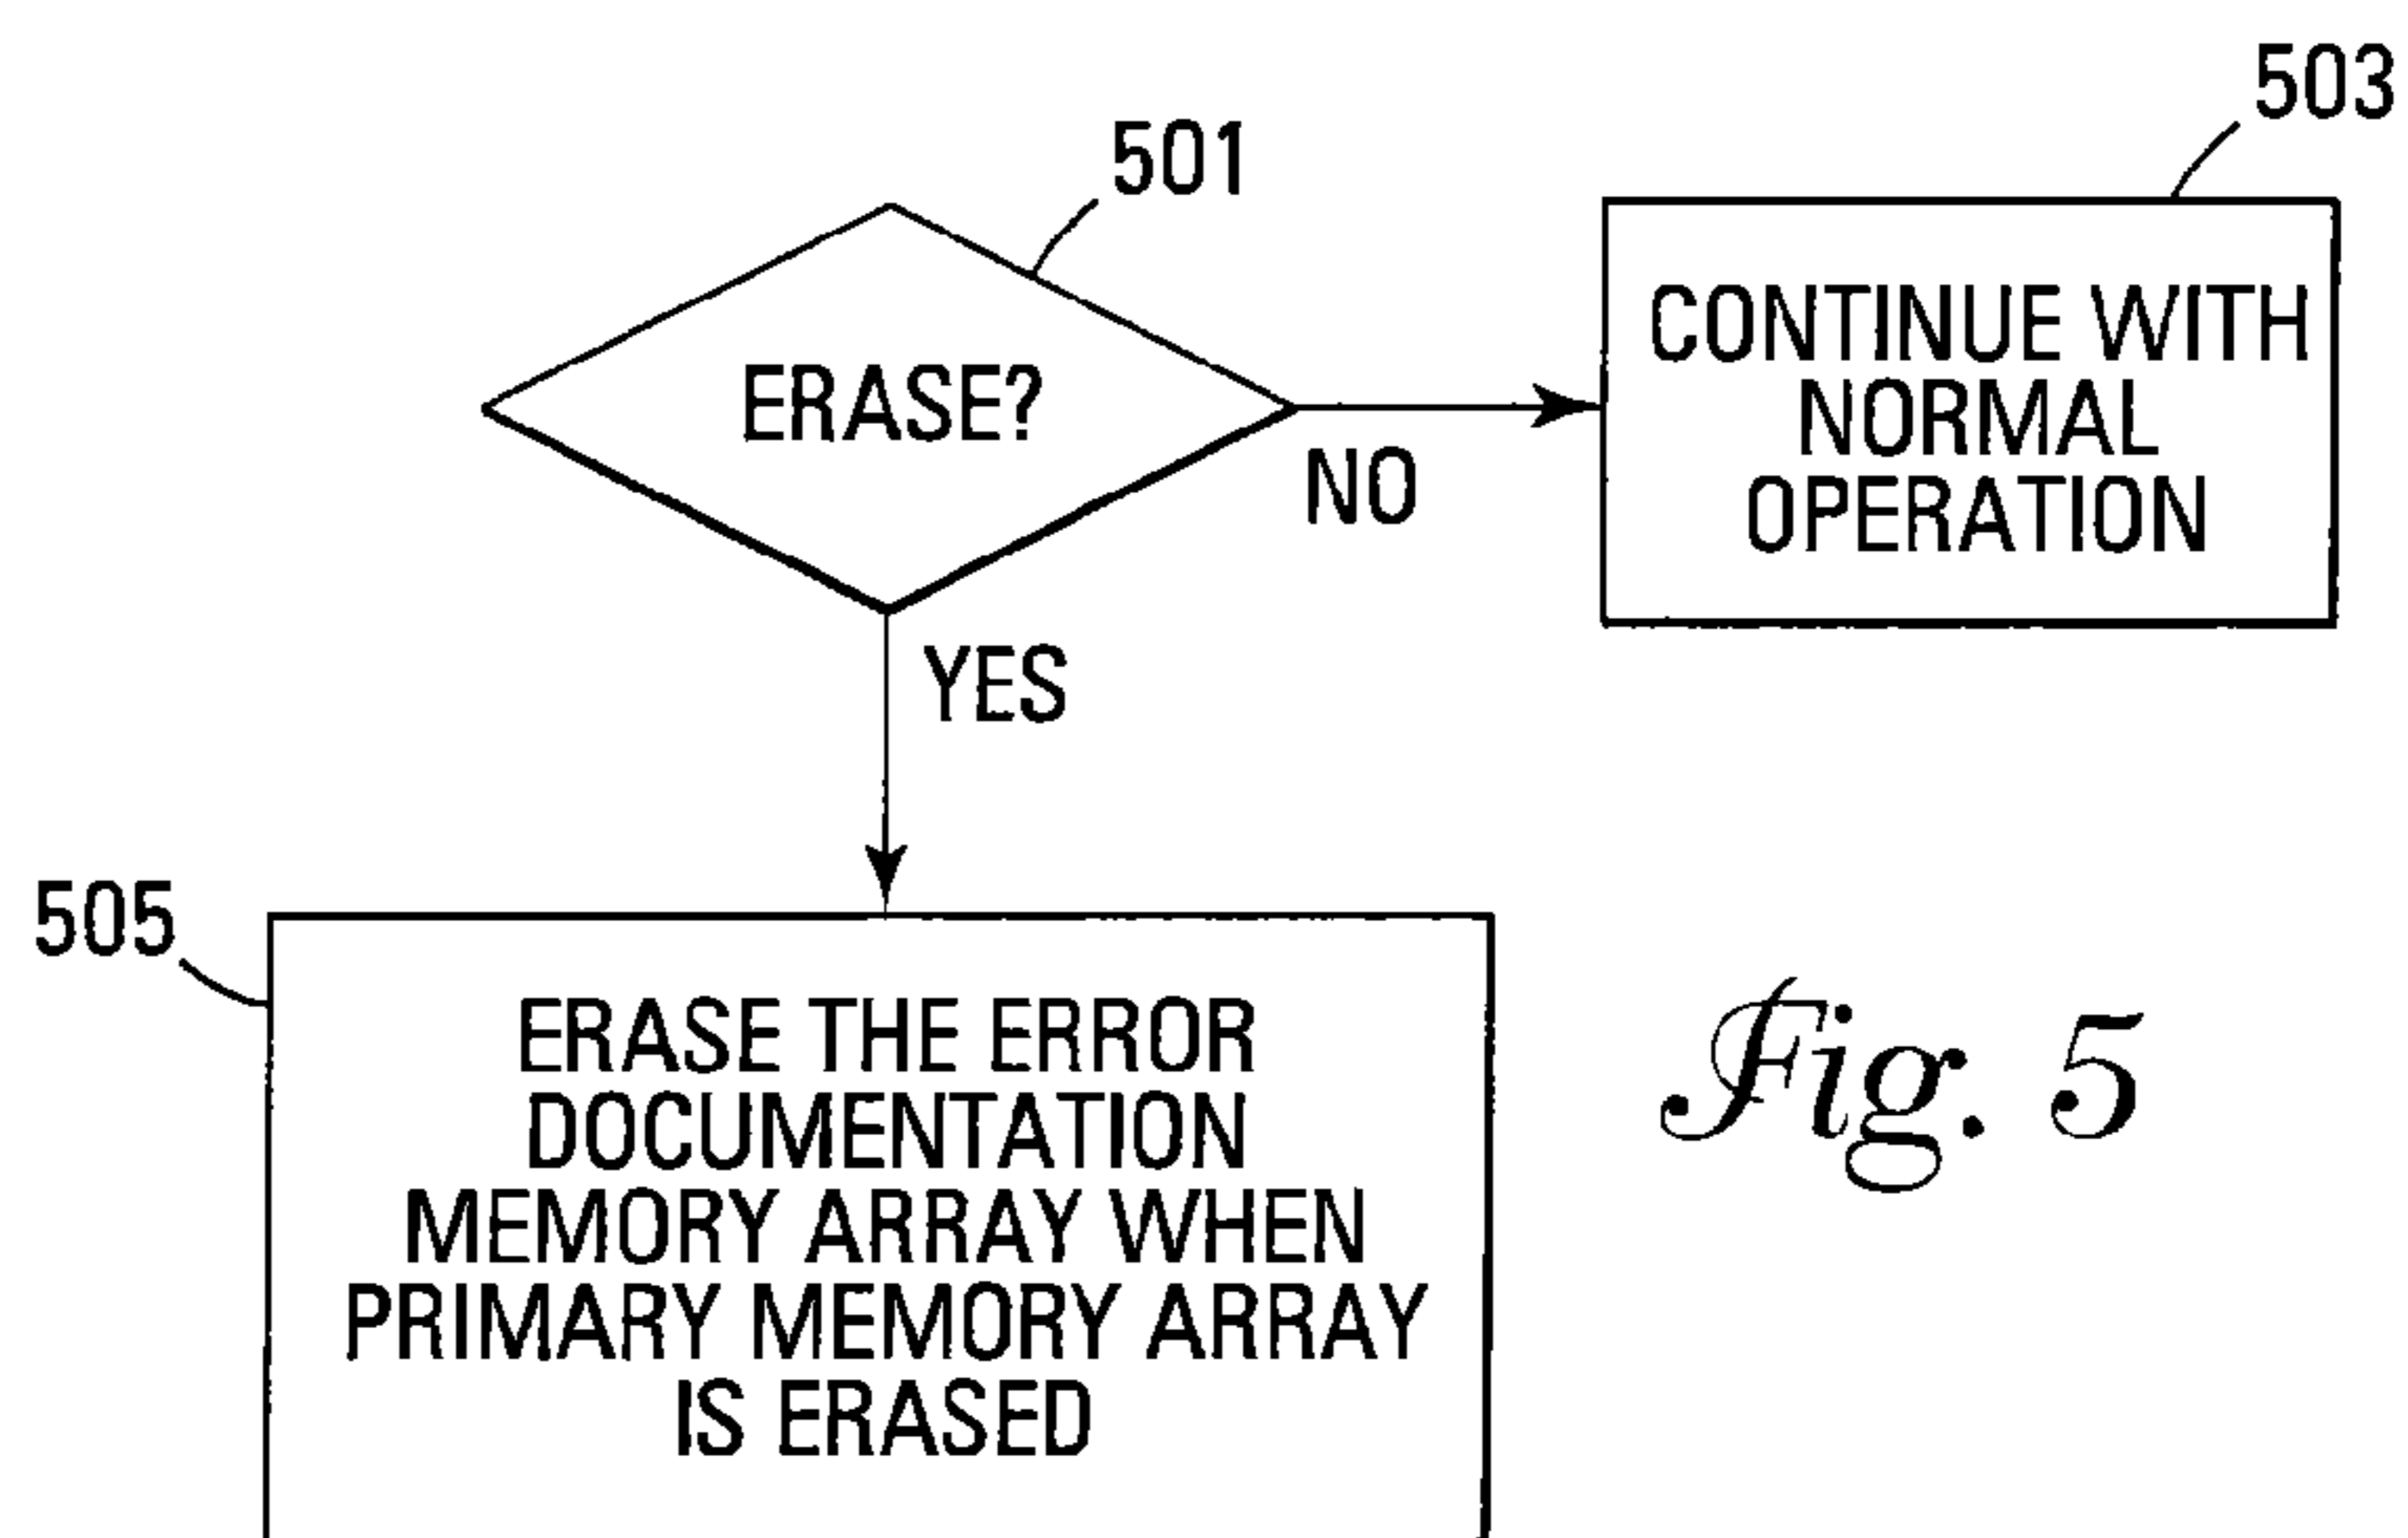 503
501
CONTINUE WITH
NORMAL
OPERATION
ERASE?
NO
YES
505
ERASE THE ERROR
DOCUMENTATION
MEMORY ARRAY WHEN
PRIMARY MEMORY ARRAY
IS ERASED
Fig. 5